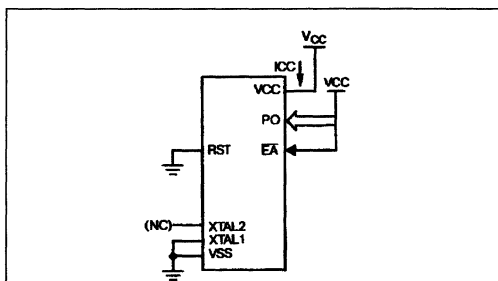 VCC
ICC
VCC
VCC
PO
RST
EA
(NC)
XTAL2
XTAL1
VSS